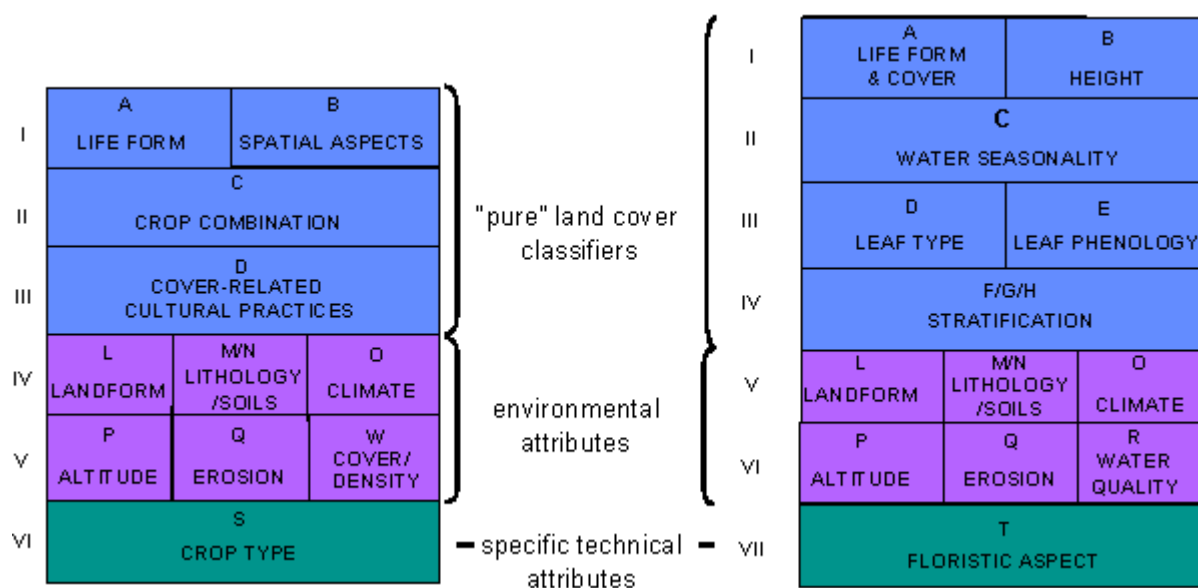 A B
I LIFE FORM SPATIAL ASPECTS
C
II CROP COMBINATION
D
COVER-RELATED
III CULTURAL PRACTICES
L M/N O
IV LANDFORM LITHOLOGY CLIMATE
/SOILS
P Q W
V ALTITUDE EROSION COVER/
DENSITY
S
VI CROP TYPE
"pure" land cover
classifiers
environmental
attributes
specific technical
attributes
A B
I LIFE FORM HEIGHT
& COVER
C
II WATER SEASONALITY
D E
III LEAF TYPE LEAF PHENOLOGY
F/G/H
IV STRATIFICATION
L M/N O
V LANDFORM LITHOLOGY CLIMATE
/SOILS
P Q R
VI ALTITUDE EROSION WATER
QUALITY
T
VII FLORISTIC ASPECT